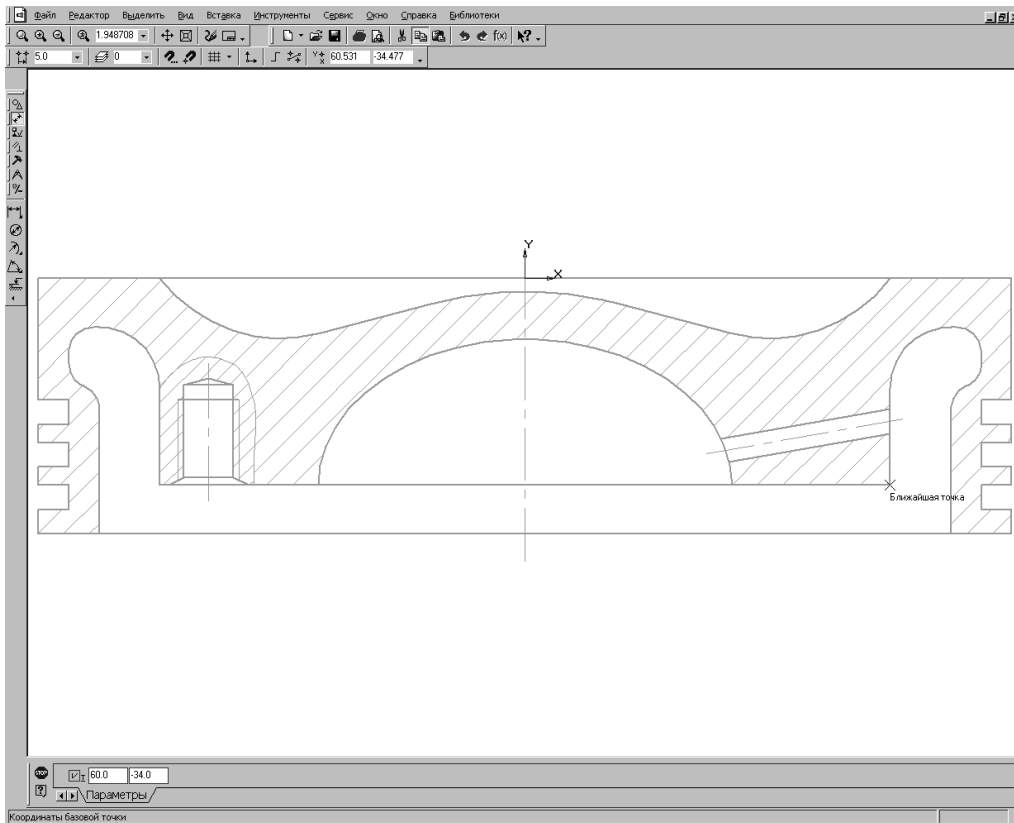 Файл Редактор Выделить Вид Вставка Инструменты Сервис Окно Справка Библиотеки
1.948708 f(x)
5.0 0 60.531 -34.477
Y
X
Ближайшая точка
STOP 60.0 -34.0
Параметры
Координаты базовой точки